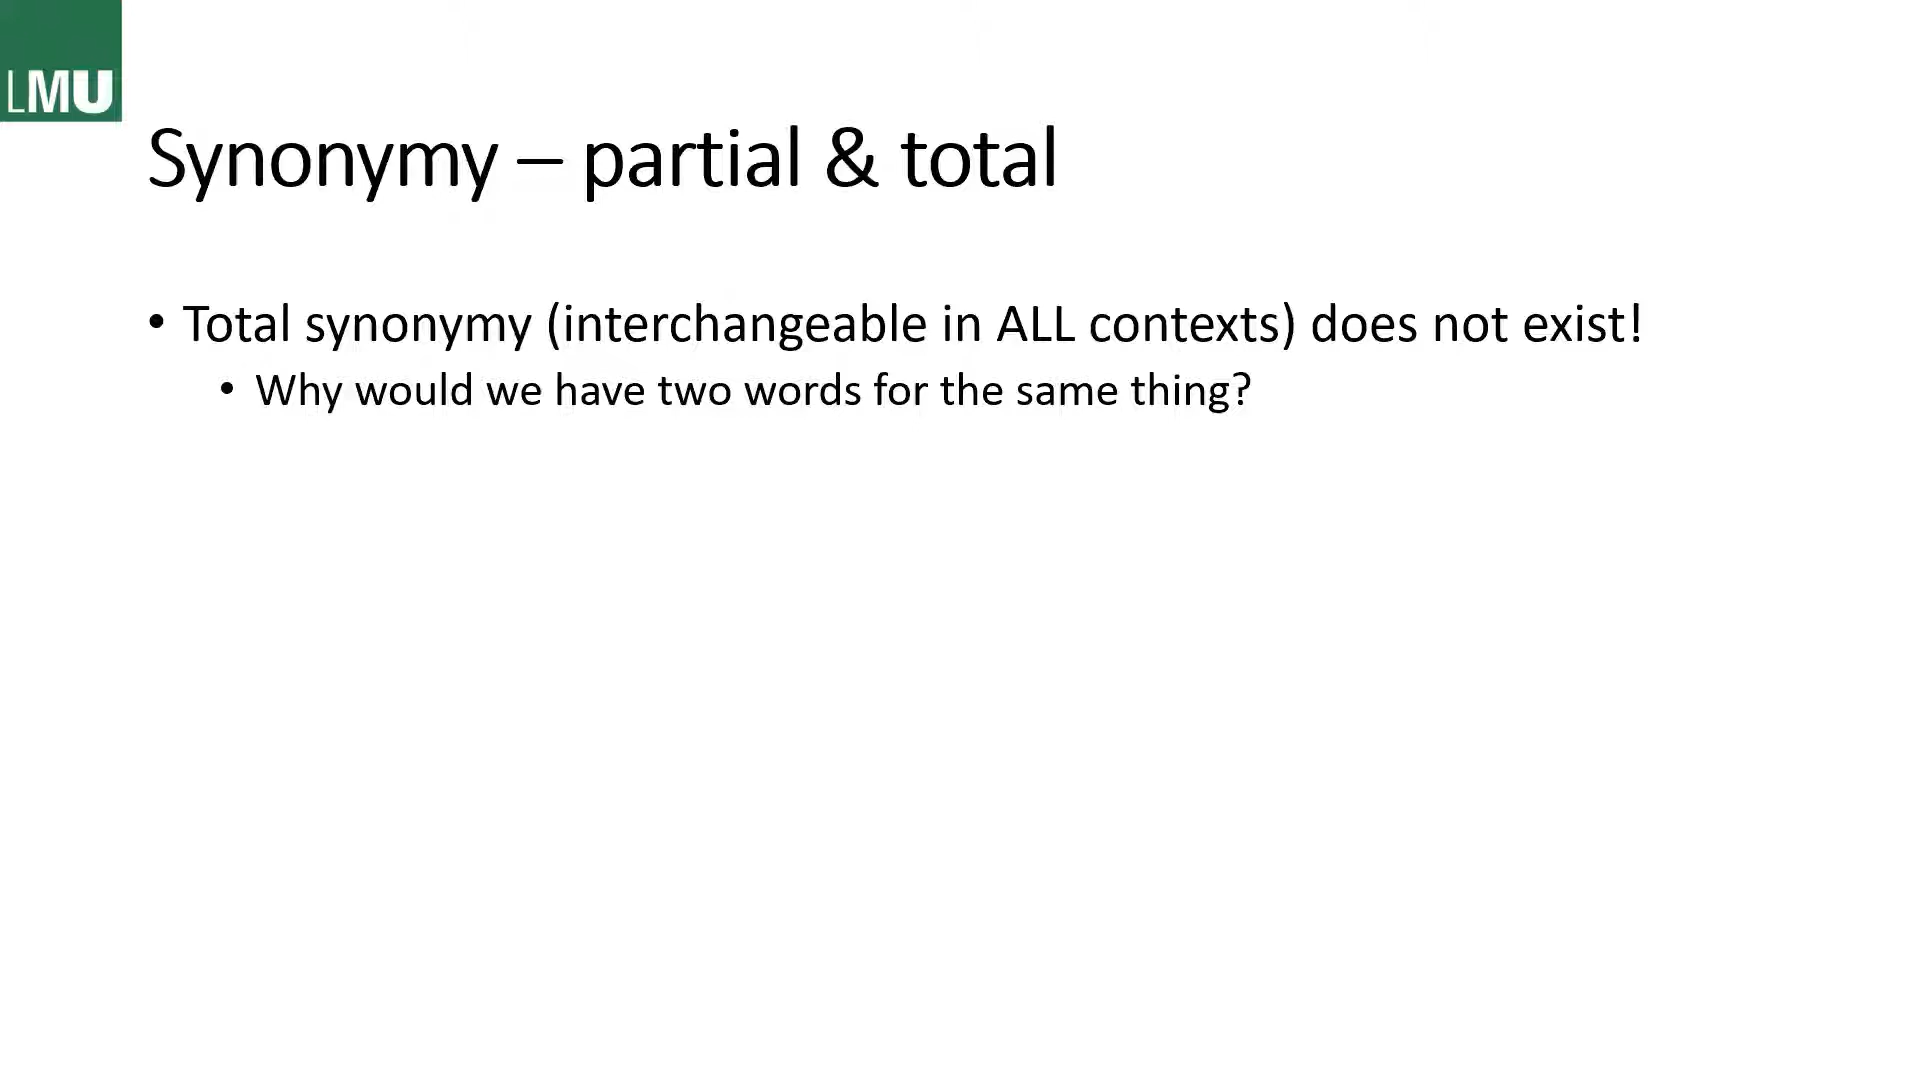 LMU
Synonymy – partial & total
• Total synonymy (interchangeable in ALL contexts) does not exist!
• Why would we have two words for the same thing?